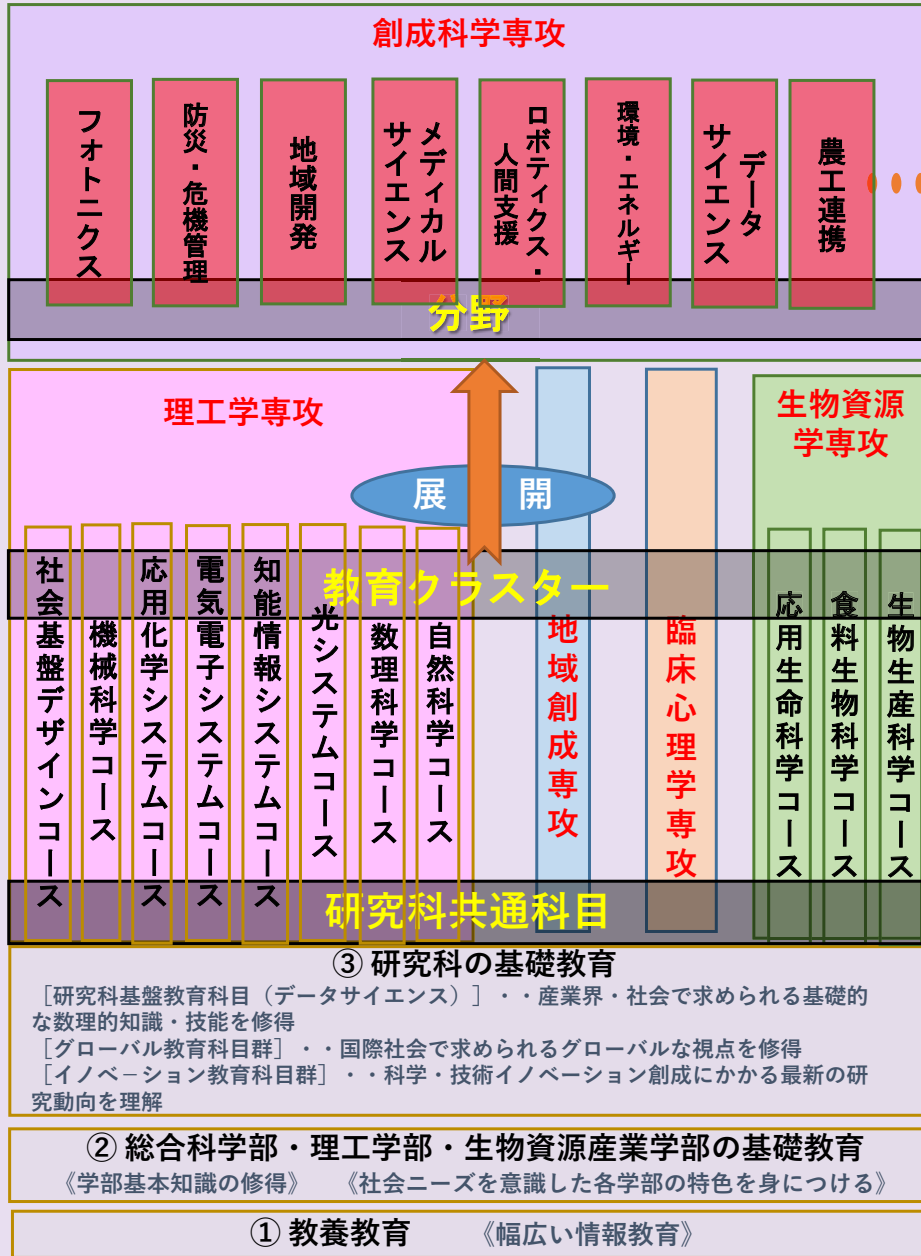 創成科学専攻
フォトニクス
防災・危機管理
地域開発
メディカル
サイエンス
ロボティクス・
人間支援
環境・エネルギー
データ
サイエンス
農工連携
分野
理工学専攻
生物資源
学専攻
展 開
教育クラスター
社会基盤デザインコース
機械科学コース
応用化学システムコース
電気電子システムコース
知能情報システムコース
光システムコース
数理科学コース
自然科学コース
地域創成専攻
臨床心理学専攻
応用生命科学コース
食料生物科学コース
生物生産科学コース
研究科共通科目
③ 研究科の基礎教育
［研究科基盤教育科目（データサイエンス）］・・産業界・社会で求められる基礎的
な数理的知識・技能を修得
［グローバル教育科目群］・・国際社会で求められるグローバルな視点を修得
［イノベ−ション教育科目群］・・科学・技術イノベーション創成にかかる最新の研
究動向を理解
② 総合科学部・理工学部・生物資源産業学部の基礎教育
《学部基本知識の修得》 《社会ニーズを意識した各学部の特色を身につける》
① 教養教育 《幅広い情報教育》